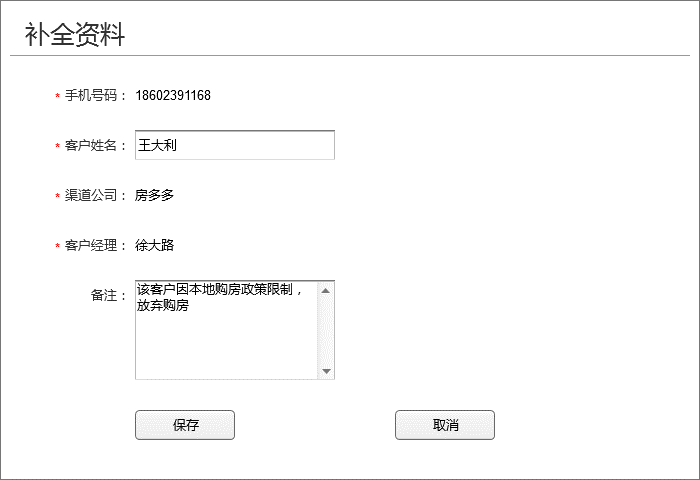 补全资料
* 手机号码： 18602391168
* 客户姓名： 王大利
* 渠道公司： 房多多
* 客户经理： 徐大路
备注： 该客户因本地购房政策限制，
放弃购房
保存 取消